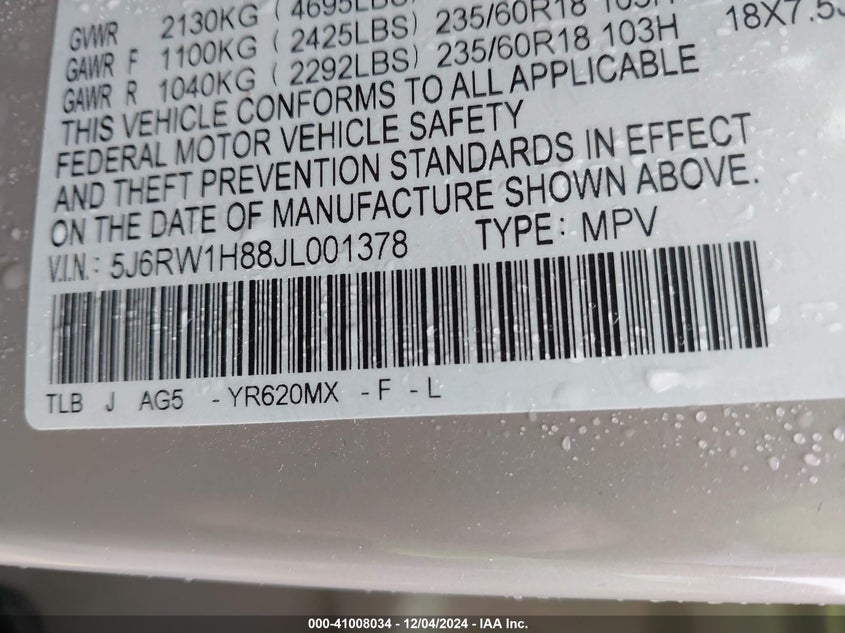 GVWR 2130KG ( 4695LBS)
GAWR F 1100KG ( 2425LBS) 235/60R18 103H
GAWR R 1040KG ( 2292LBS) 235/60R18 103H
THIS VEHICLE CONFORMS TO ALL APPLICABLE
FEDERAL MOTOR VEHICLE SAFETY
AND THEFT PREVENTION STANDARDS IN EFFECT
ON THE DATE OF MANUFACTURE SHOWN ABOVE.
V.I.N.: 5J6RW1H88JL001378 TYPE: MPV
TLB J AG5 - YR620MX - F - L
000-41008034 - 12/04/2024 - IAA Inc.